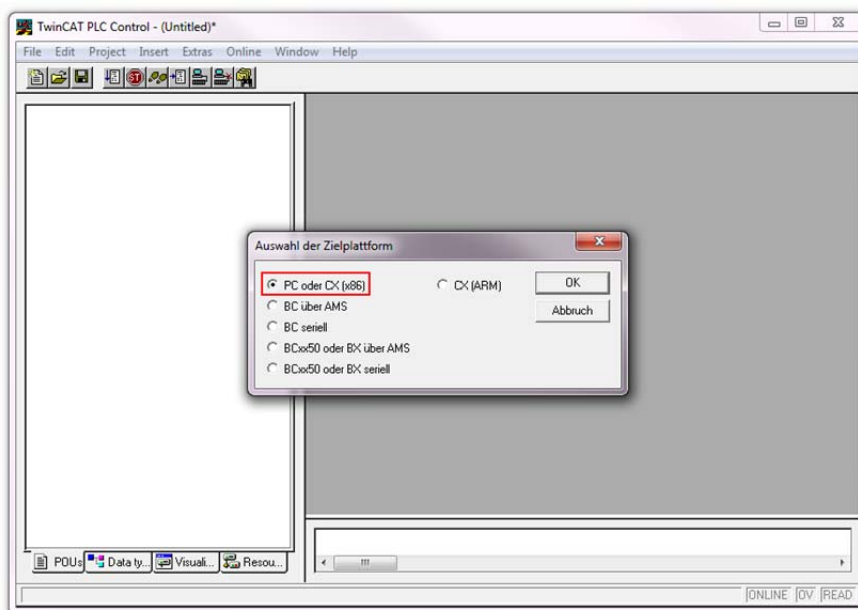 TwinCAT PLC Control - (Untitled)*
File Edit Project Insert Extras Online Window Help
ST
Auswahl der Zielplattform
PC oder CX (x86)
CX (ARM)
OK
BC über AMS
Abbruch
BC seriell
BCxx50 oder BX über AMS
BCxx50 oder BX seriell
POUs Data ty... Visuali... Resou...
ONLINE OV READ